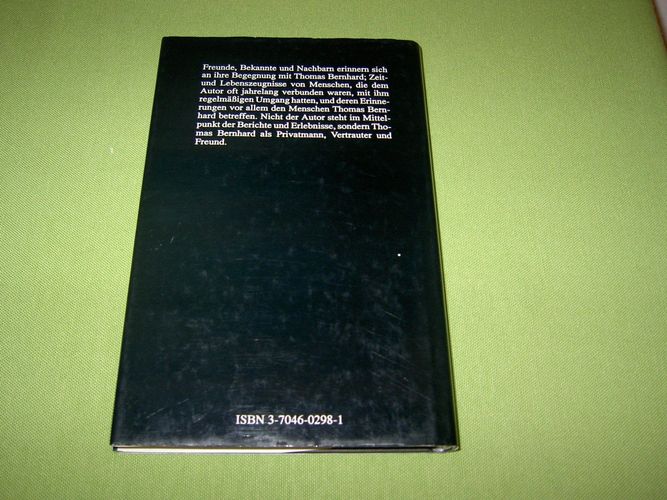 Freunde, Bekannte und Nachbarn erinnern sich
an ihre Begegnung mit Thomas Bernhard; Zeit-
und Lebenszeugnisse von Menschen, die dem
Autor oft jahrelang verbunden waren, mit ihm
regelmäßigen Umgang hatten, und deren Erinne-
rungen vor allem den Menschen Thomas Bern-
hard betreffen. Nicht der Autor steht im Mittel-
punkt der Berichte und Erlebnisse, sondern Tho-
mas Bernhard als Privatmann, Vertrauter und
Freund.
ISBN 3-7046-0298-1